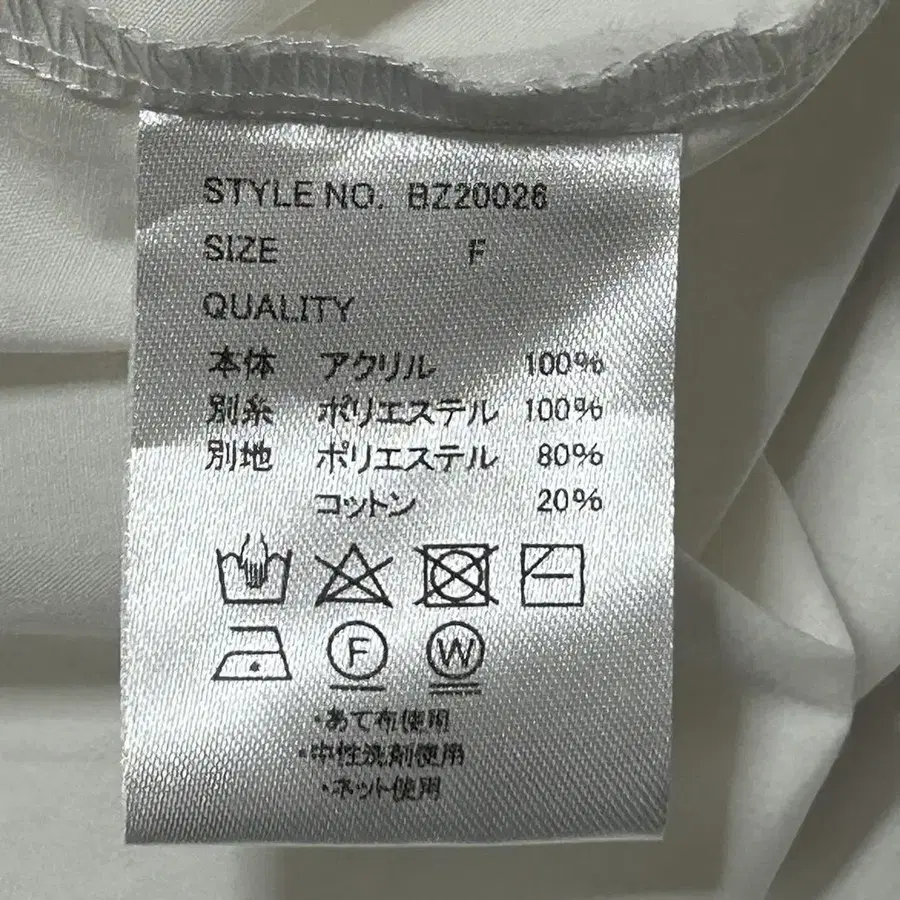 STYLE NO. BZ20026
SIZE F
QUALITY
本体 アクリル 100%
別糸 ポリエステル 100%
別地 ポリエステル 80%
コットン 20%
F W
・あて布使用
・中性洗剤使用
・ネット使用